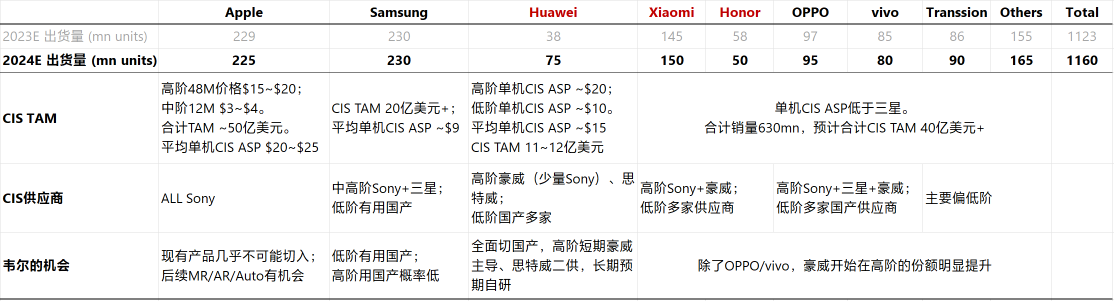 Apple Samsung Huawei Xiaomi Honor OPPO vivo Transsion Others Total
2023E 出货量 (mn units) 229 230 38 145 58 97 85 86 155 1123
2024E 出货量 (mn units) 225 230 75 150 50 95 80 90 165 1160
CIS TAM
高阶48M价格$15~$20；
中阶12M $3~$4。
合计TAM ~50亿美元。
平均单机CIS ASP $20~$25
CIS TAM 20亿美元+；
平均单机CIS ASP ~$9
高阶单机CIS ASP ~$20；
低阶单机CIS ASP ~$10。
平均单机CIS ASP ~$15
CIS TAM 11~12亿美元
单机CIS ASP低于三星。
合计销量630mn，预计合计CIS TAM 40亿美元+
CIS供应商
ALL Sony
中高阶Sony+三星；
低阶有用国产
高阶豪威（少量Sony）、思
特威；
低阶国产多家
高阶Sony+豪威；
低阶多家供应商
高阶Sony+三星+豪威；
低阶多家国产供应商
主要偏低阶
韦尔的机会
现有产品几乎不可能切入；
后续MR/AR/Auto有机会
低阶有用国产；
高阶用国产概率低
全面切国产，高阶短期豪威
主导、思特威二供，长期预
期自研
除了OPPO/vivo，豪威开始在高阶的份额明显提升